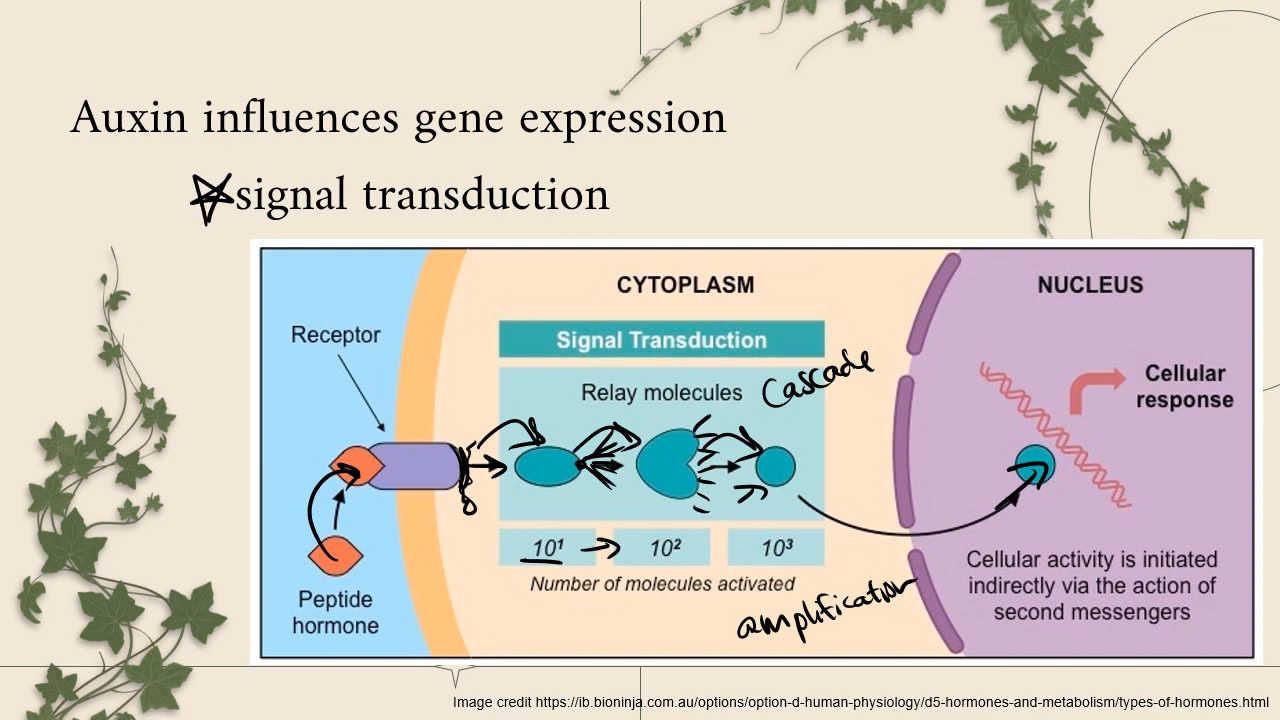 Auxin influences gene expression
signal transduction
CYTOPLASM
NUCLEUS
Receptor
Signal Transduction
Relay molecules
Cascade
Cellular
response
10¹
10²
10³
Number of molecules activated
Peptide
hormone
amplification
Cellular activity is initiated
indirectly via the action of
second messengers
Image credit https://ib.bioninja.com.au/options/option-d-human-physiology/d5-hormones-and-metabolism/types-of-hormones.html